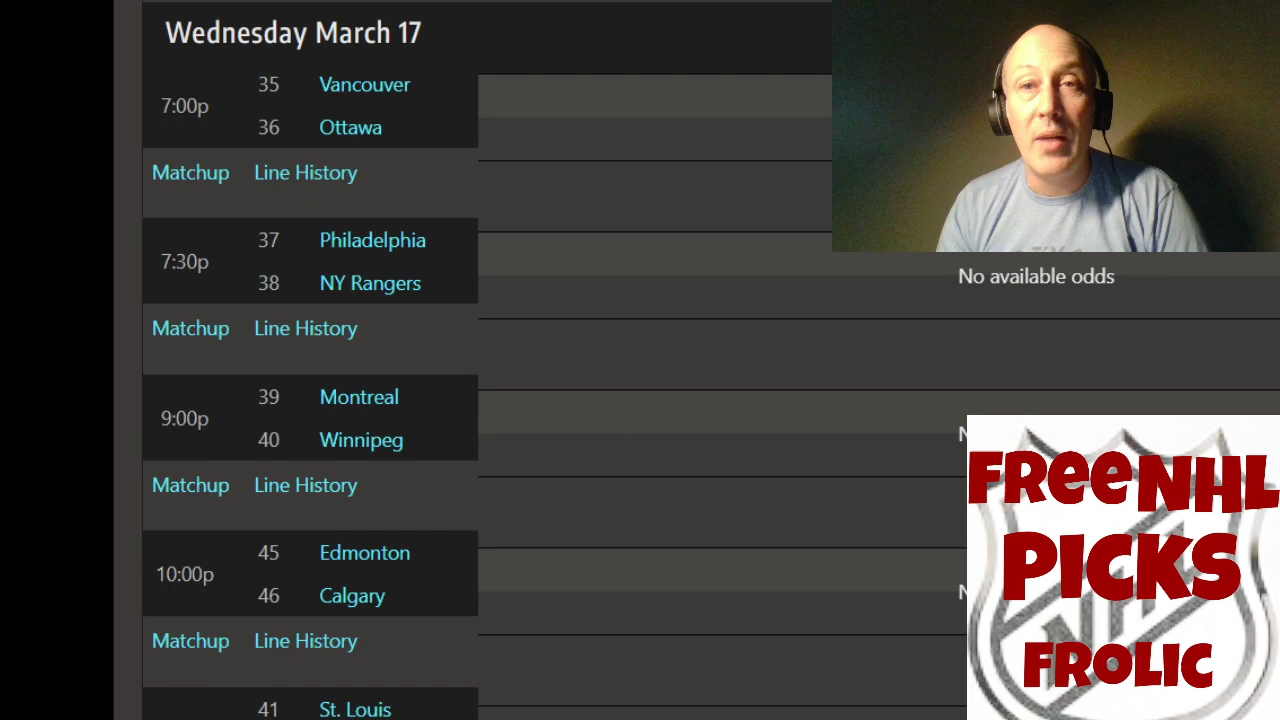 Wednesday March 17
7:00p
35 Vancouver
36 Ottawa
Matchup Line History
7:30p
37 Philadelphia
38 NY Rangers
No available odds
Matchup Line History
9:00p
39 Montreal
40 Winnipeg
N
Matchup Line History
10:00p
45 Edmonton
46 Calgary
N
Matchup Line History
41 St. Louis
FREE NHL
PICKS
FROLIC
NHL